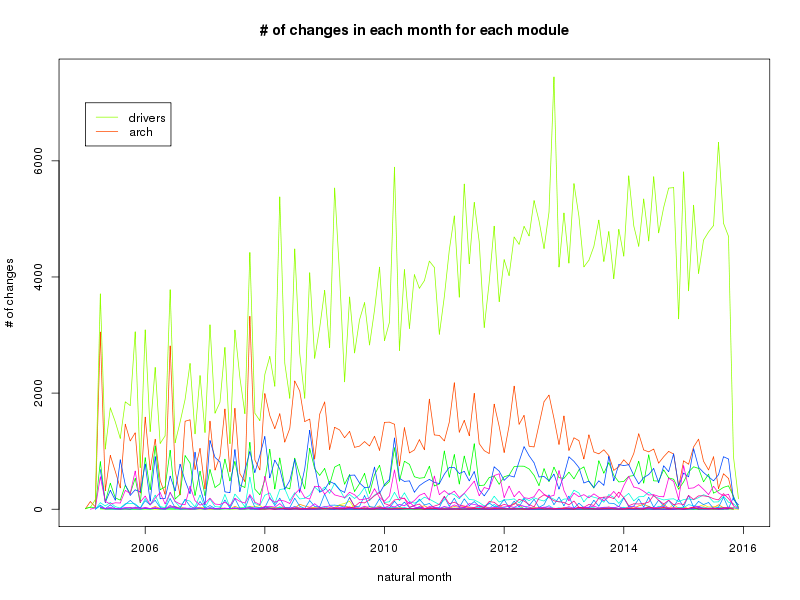 # of changes in each month for each module
drivers
arch
6000
4000
2000
0
# of changes
2006 2008 2010 2012 2014 2016
natural month